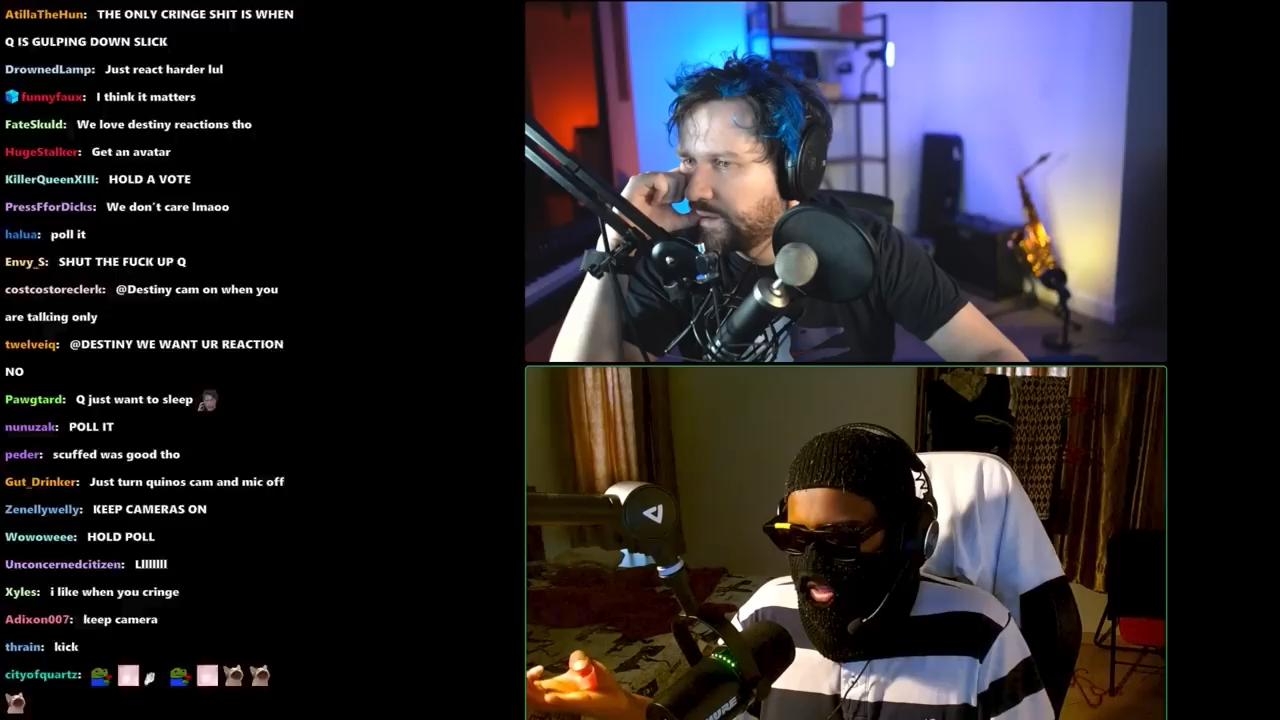 AtillaTheHun: THE ONLY CRINGE SHIT IS WHEN
Q IS GULPING DOWN SLICK
DrownedLamp: Just react harder lul
funnyfaux: I think it matters
FateSkuld: We love destiny reactions tho
HugeStalker: Get an avatar
KillerQueenXIII: HOLD A VOTE
PressFforDicks: We don't care lmaoo
halua: poll it
Envy_S: SHUT THE FUCK UP Q
costcostoreclerk: @Destiny cam on when you
are talking only
twelveiq: @DESTINY WE WANT UR REACTION
NO
Pawgtard: Q just want to sleep
nunuzak: POLL IT
peder: scuffed was good tho
Gut_Drinker: Just turn quinos cam and mic off
Zenellywelly: KEEP CAMERAS ON
Wowoweee: HOLD POLL
Unconcernedcitizen: LIIIIIII
Xyles: i like when you cringe
Adixon007: keep camera
thrain: kick
cityofquartz:
SHURE